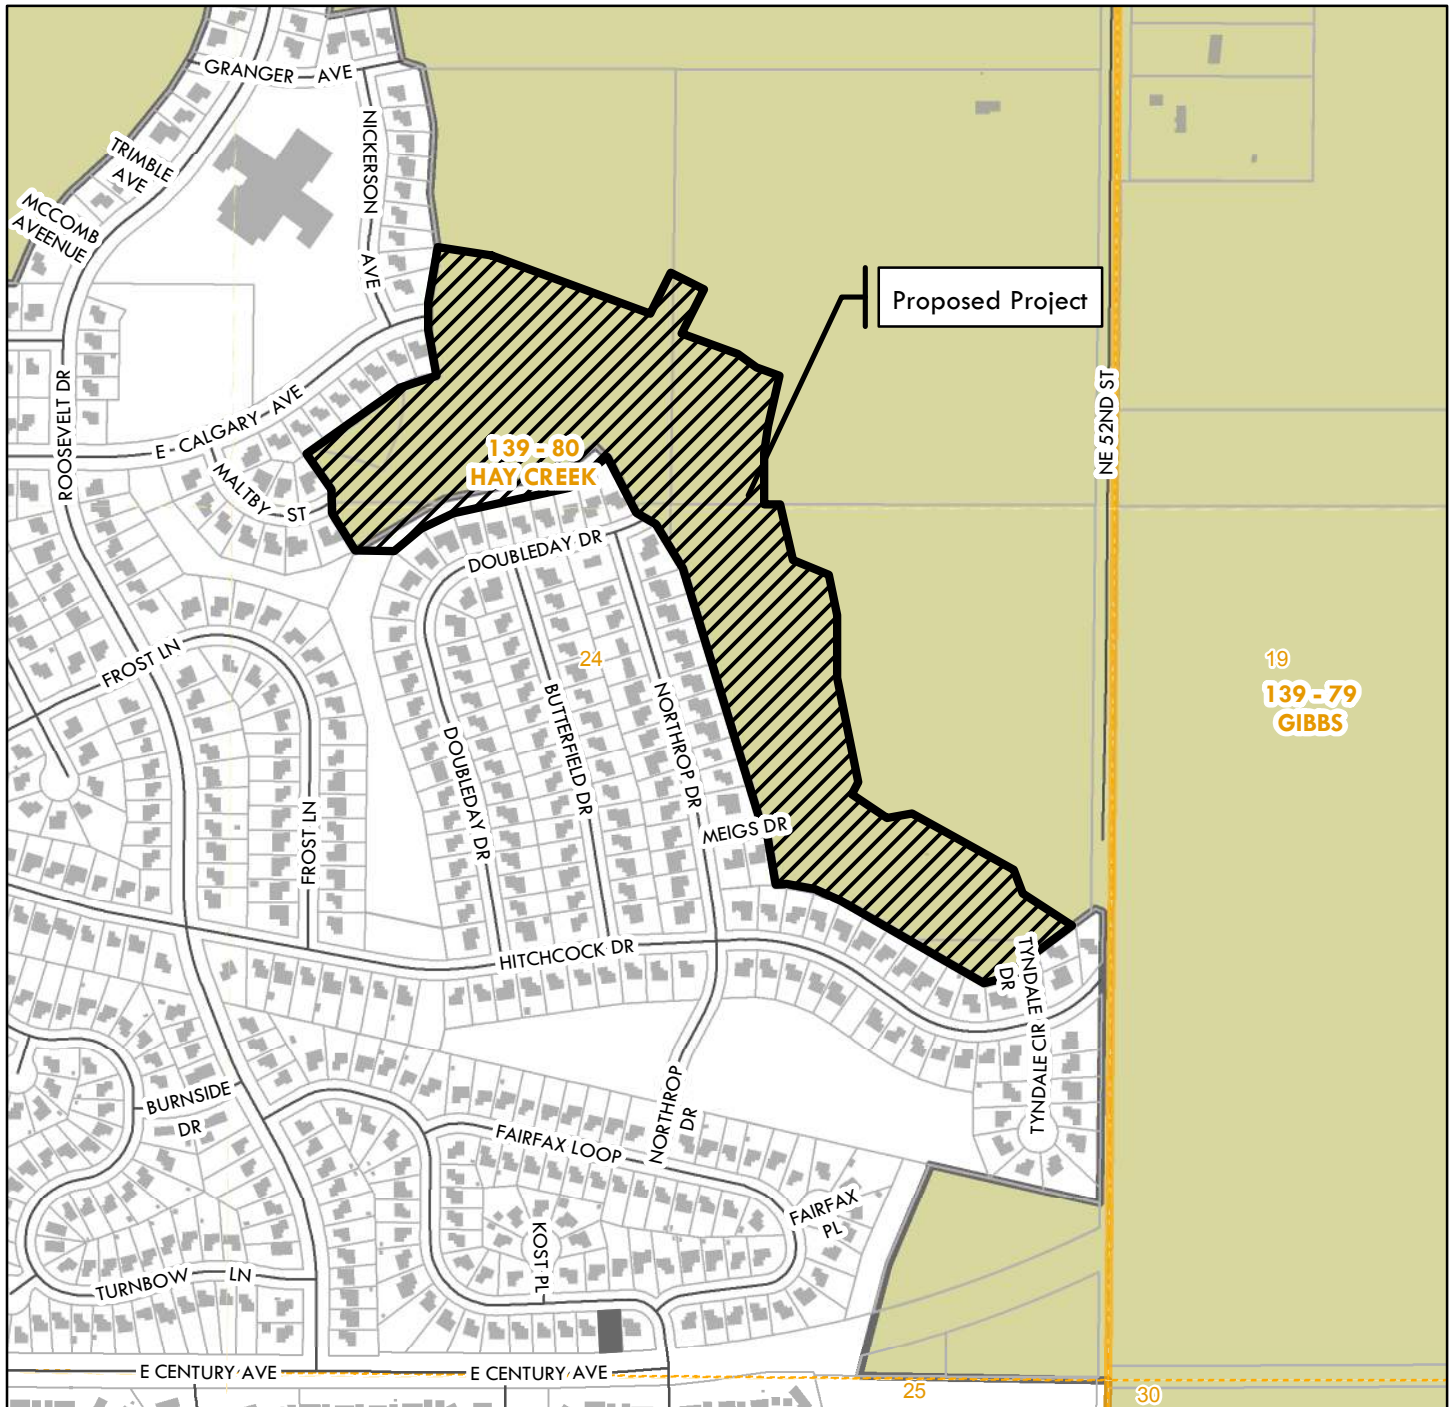 GRANGER AVE
NICKERSON AVE
TRIMBLE
AVE
MCCOMB
AVEENUE
Proposed Project
ROOSEVELT DR
E CALGARY AVE
NE 52ND ST
139 - 80
HAY CREEK
MALTBY ST
DOUBLEDAY DR
FROST LN
24
19
139 - 79
GIBBS
BUTTERFIELD DR
NORTHROP DR
DOUBLEDAY DR
FROST LN
MEIGS DR
HITCHCOCK DR
TYNDALE
DR
TYNDALE CIR
BURNSIDE
DR
NORTHROP
DR
FAIRFAX LOOP
FAIRFAX
PL
KOST PL
TURNBOW LN
E CENTURY AVE
E CENTURY AVE
25
30